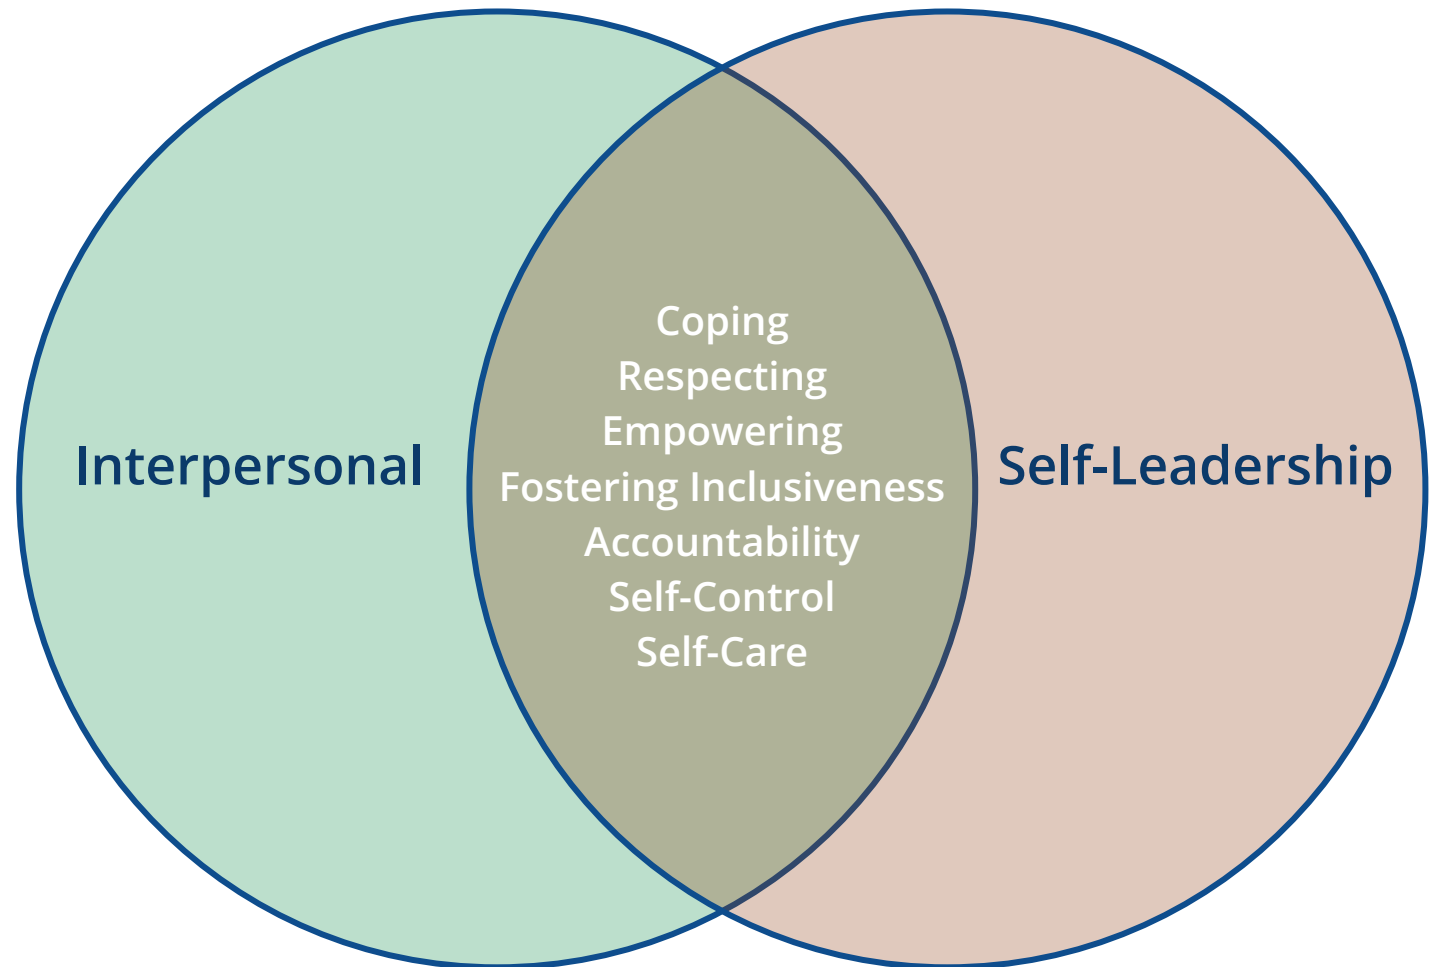 Coping
Respecting
Empowering
Fostering Inclusiveness
Accountability
Self-Control
Self-Care
Interpersonal
Self-Leadership